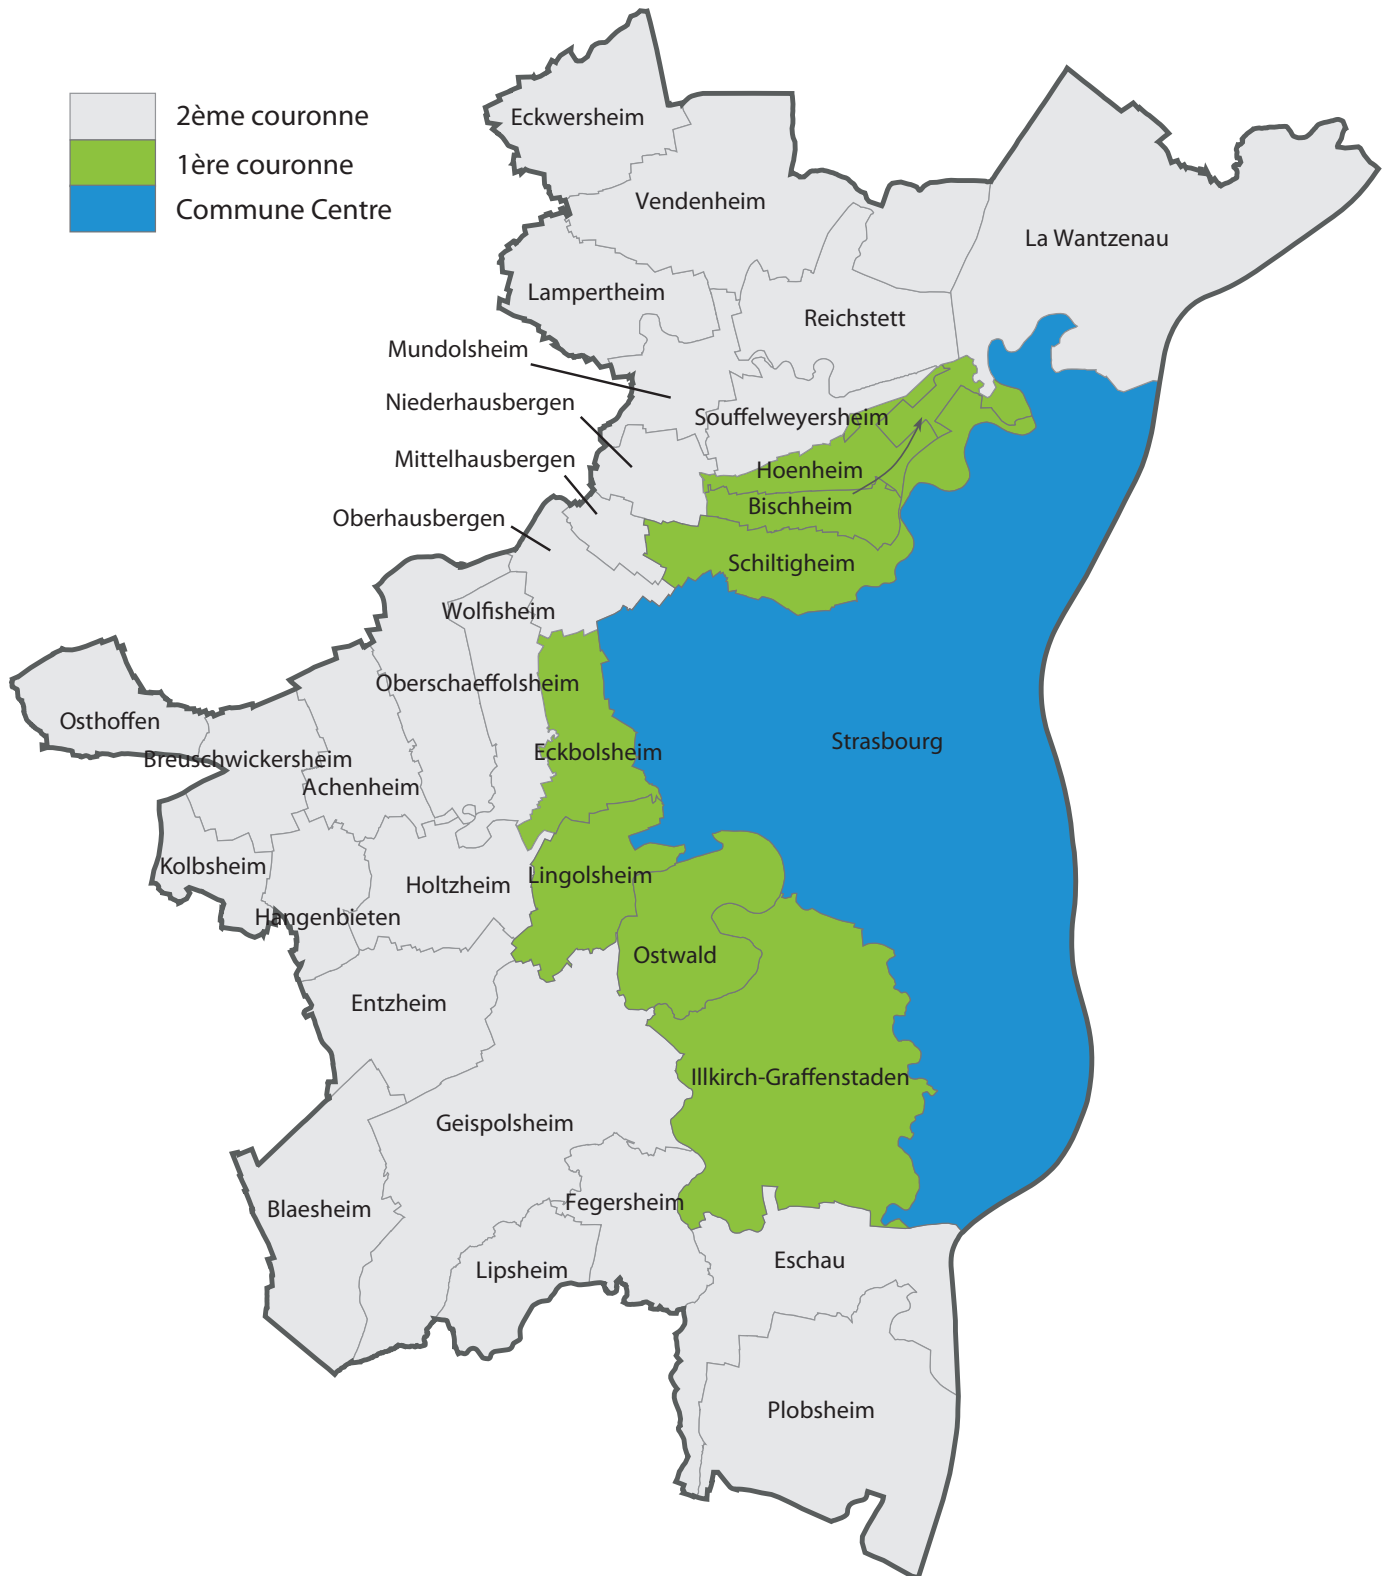 2ème couronne
1ère couronne
Commune Centre
Eckwersheim
Vendenheim
La Wantzenau
Lampertheim
Reichstett
Mundolsheim
Niederhausbergen
Souffelweyersheim
Mittelhausbergen
Hoenheim
Bischheim
Oberhausbergen
Schiltigheim
Wolfisheim
Oberschaeffolsheim
Osthoffen
Strasbourg
Eckbolsheim
Breuschwickersheim
Achenheim
Kolbsheim
Lingolsheim
Holtzheim
Hangenbieten
Ostwald
Entzheim
Illkirch-Graffenstaden
Geispolsheim
Fegersheim
Blaesheim
Eschau
Lipsheim
Plobsheim